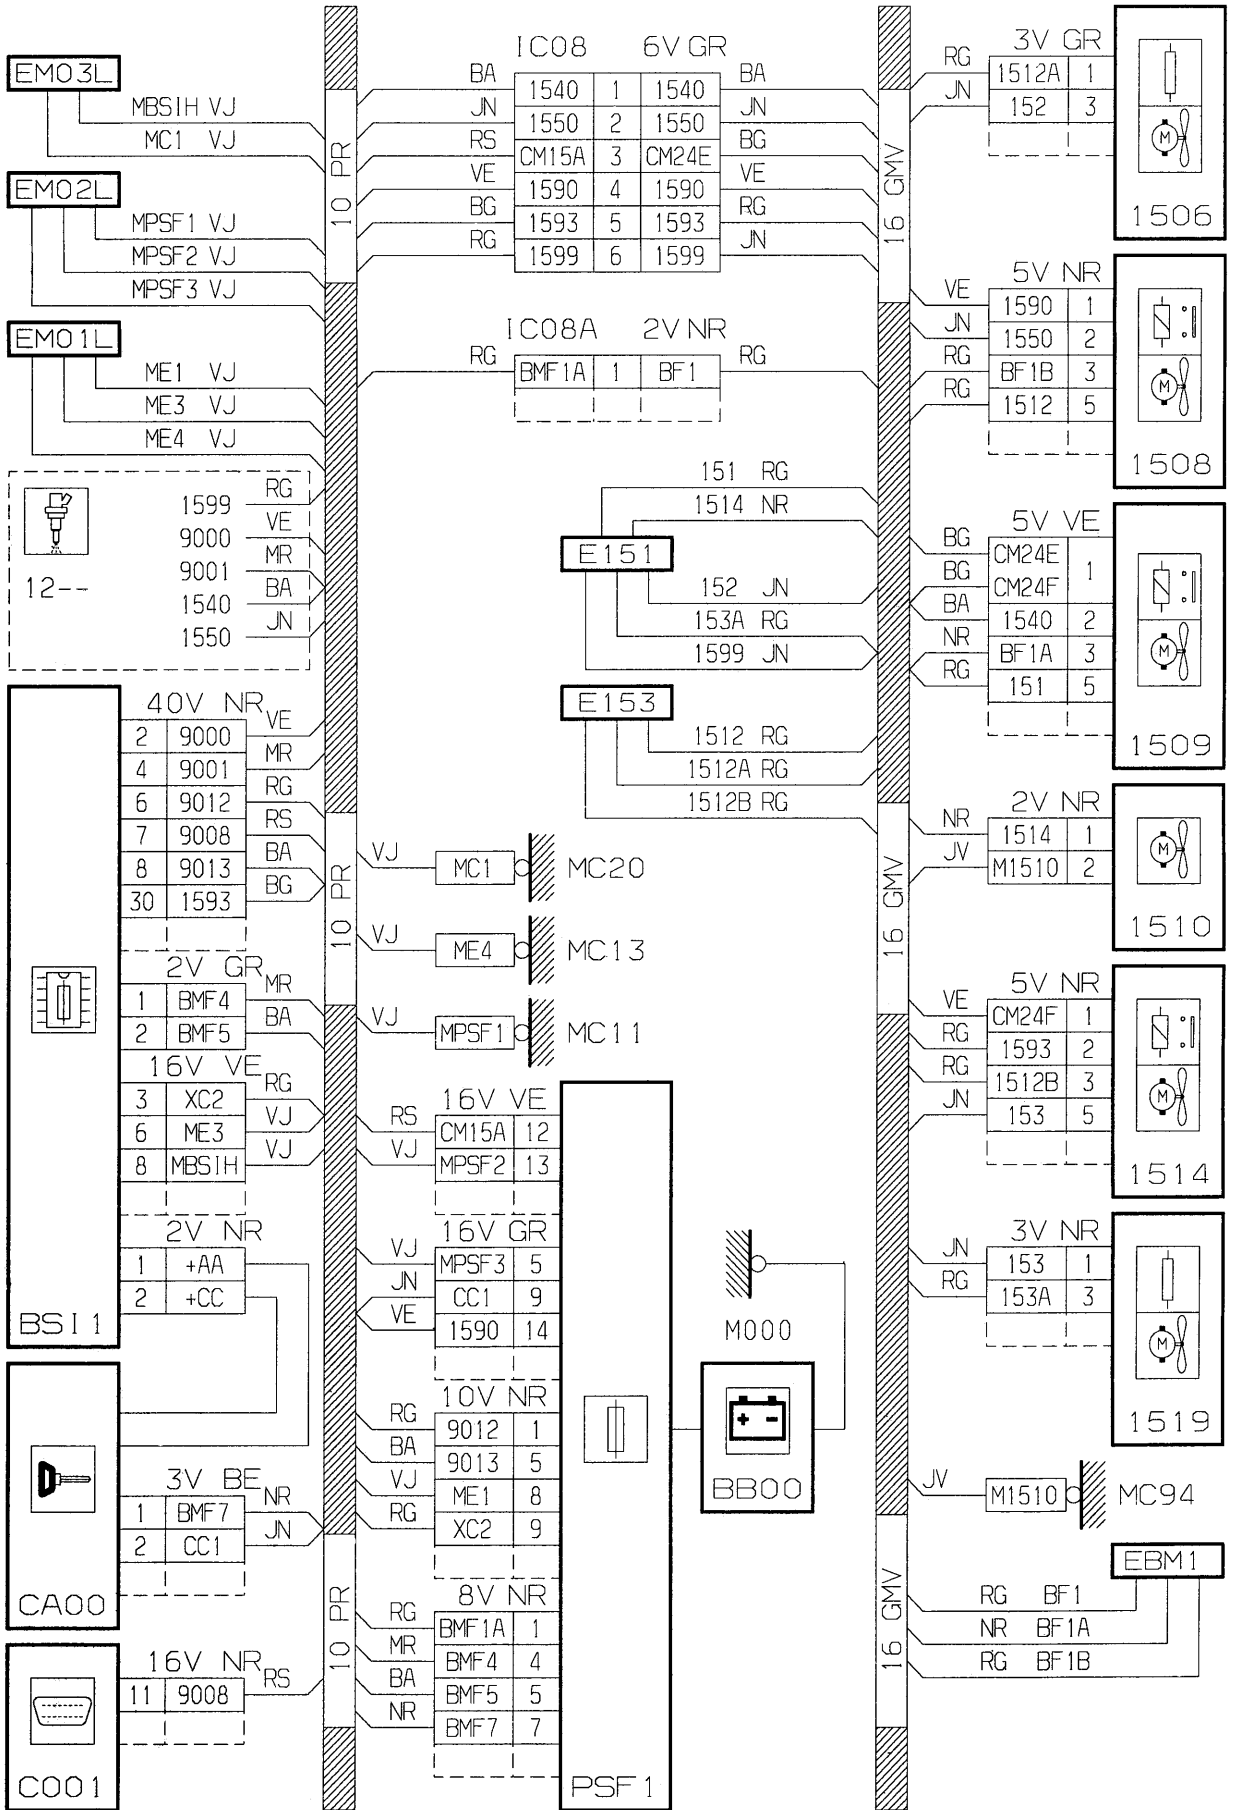 EM03L
MBSIH VJ
MC1 VJ
EM02L
MPSF1 VJ
MPSF2 VJ
MPSF3 VJ
EM01L
ME1 VJ
ME3 VJ
ME4 VJ
1599 RG
9000 VE
9001 MR
12--
1540 BA
1550 JN
40V NR
2 9000 VE
4 9001 MR
6 9012 RG
7 9008 RS
8 9013 BA
30 1593 BG
2V GR
1 BMF4 MR
2 BMF5 BA
16V VE
3 XC2 RG
6 ME3 VJ
8 MBSIH VJ
2V NR
1 +AA
2 +CC
BSI1
3V BE
1 BMF7 NR
2 CC1 JN
CA00
16V NR
11 9008 RS
C001
10 PR
10 PR
10 PR
IC08 6V GR
BA 1540 1 1540 BA
JN 1550 2 1550 JN
RS CM15A 3 CM24E BG
VE 1590 4 1590 VE
BG 1593 5 1593 RG
RG 1599 6 1599 JN
IC08A 2V NR
RG BMF1A 1 BF1 RG
151 RG
1514 NR
E151
152 JN
153A RG
1599 JN
E153
1512 RG
1512A RG
1512B RG
VJ MC1 MC20
VJ ME4 MC13
VJ MPSF1 MC11
16V VE
RS CM15A 12
VJ MPSF2 13
16V GR
VJ MPSF3 5
JN CC1 9
VE 1590 14
10V NR
RG 9012 1
BA 9013 5
VJ ME1 8
RG XC2 9
8V NR
RG BMF1A 1
MR BMF4 4
BA BMF5 5
NR BMF7 7
PSF1
M000
+ -
BB00
16 GMV
16 GMV
16 GMV
3V GR
RG 1512A 1
JN 152 3
M
1506
5V NR
VE 1590 1
JN 1550 2
RG BF1B 3
RG 1512 5
M
1508
5V VE
BG CM24E 1
BG CM24F
BA 1540 2
NR BF1A 3
RG 151 5
M
1509
2V NR
NR 1514 1
JV M1510 2
M
1510
5V NR
VE CM24F 1
RG 1593 2
RG 1512B 3
JN 153 5
M
1514
3V NR
JN 153 1
RG 153A 3
M
1519
JV M1510 MC94
EBM1
RG BF1
NR BF1A
RG BF1B